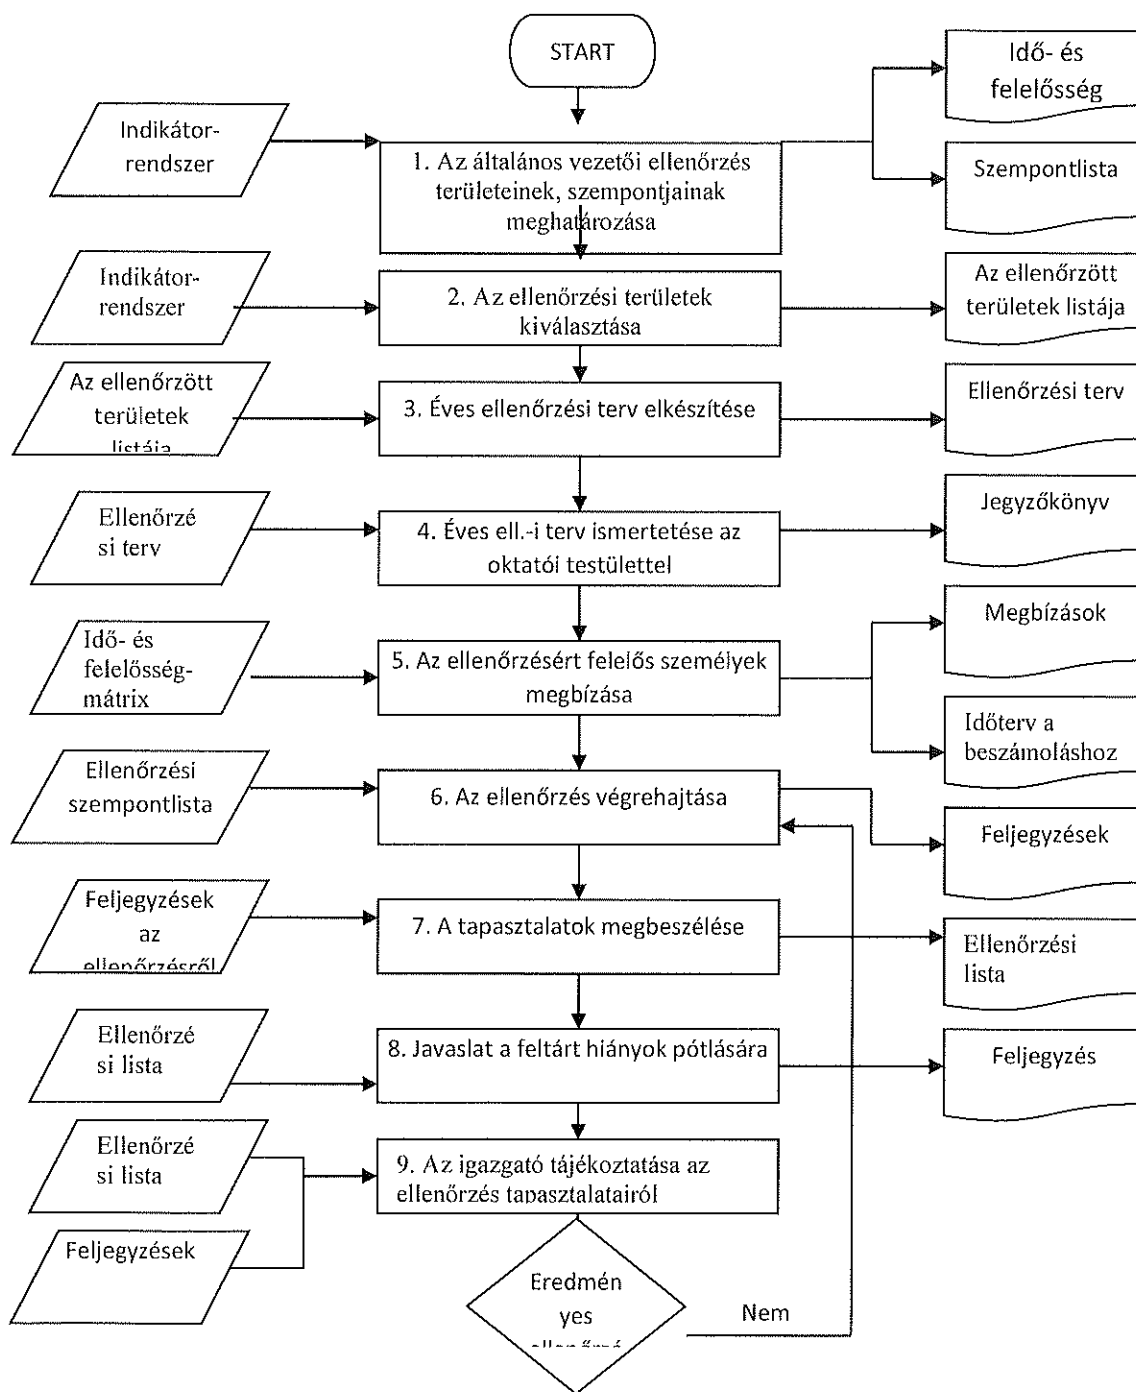 START
Idő- és
felelősség
Indikátor-
rendszer
1. Az általános vezetői ellenőrzés
területeinek, szempontjainak
meghatározása
Szempontlista
Indikátor-
rendszer
2. Az ellenőrzési területek
kiválasztása
Az ellenőrzött
területek listája
Az ellenőrzött
területek
listája
3. Éves ellenőrzési terv elkészítése
Ellenőrzési terv
Ellenőrzé
si terv
4. Éves ell.-i terv ismertetése az
oktatói testülettel
Jegyzőkönyv
Idő- és
felelősség-
mátrix
5. Az ellenőrzésért felelős személyek
megbízása
Megbízások
Időterv a
beszámoláshoz
Ellenőrzési
szempontlista
6. Az ellenőrzés végrehajtása
Feljegyzések
Feljegyzések
az
ellenőrzésről
7. A tapasztalatok megbeszélése
Ellenőrzési
lista
Ellenőrzé
si lista
8. Javaslat a feltárt hiányok pótlására
Feljegyzés
Ellenőrzé
si lista
9. Az igazgató tájékoztatása az
ellenőrzés tapasztalatairól
Feljegyzések
Eredmén
yes
ellenőrzé
Nem